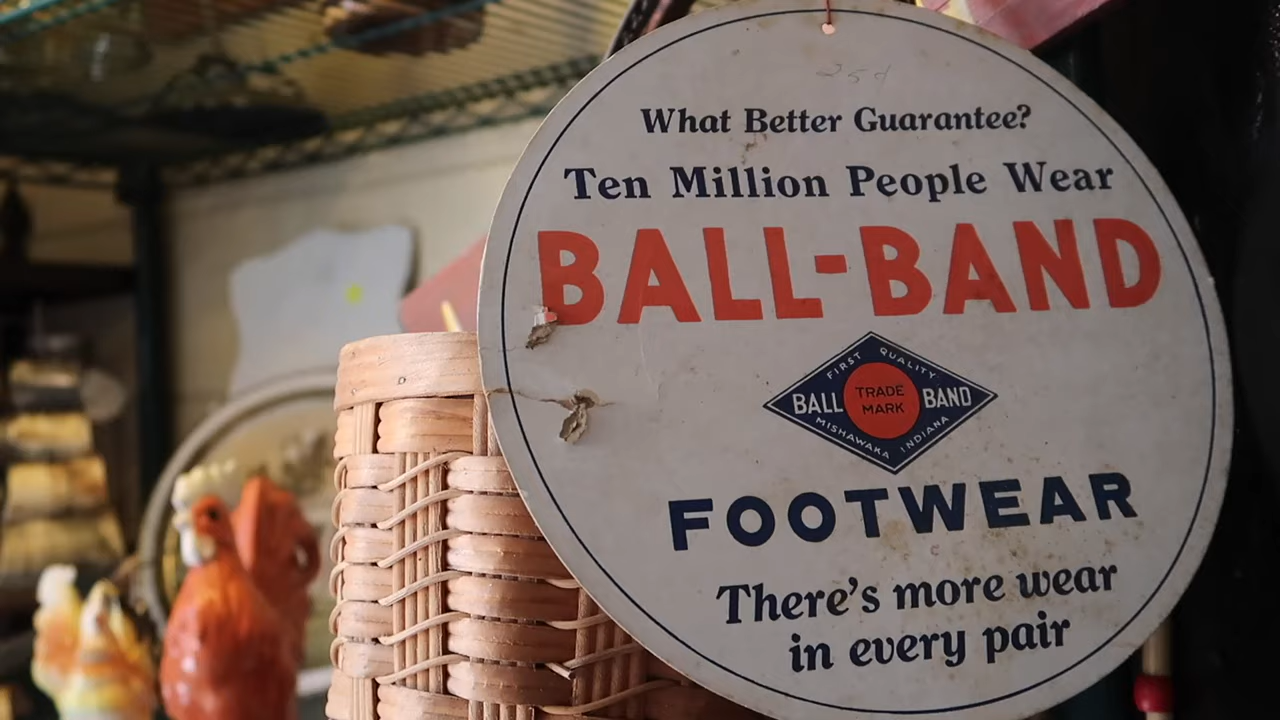 25¢
What Better Guarantee?
Ten Million People Wear
BALL-BAND
FIRST QUALITY
BALL TRADE MARK BAND
MISHAWAKA INDIANA
FOOTWEAR
There's more wear
in every pair